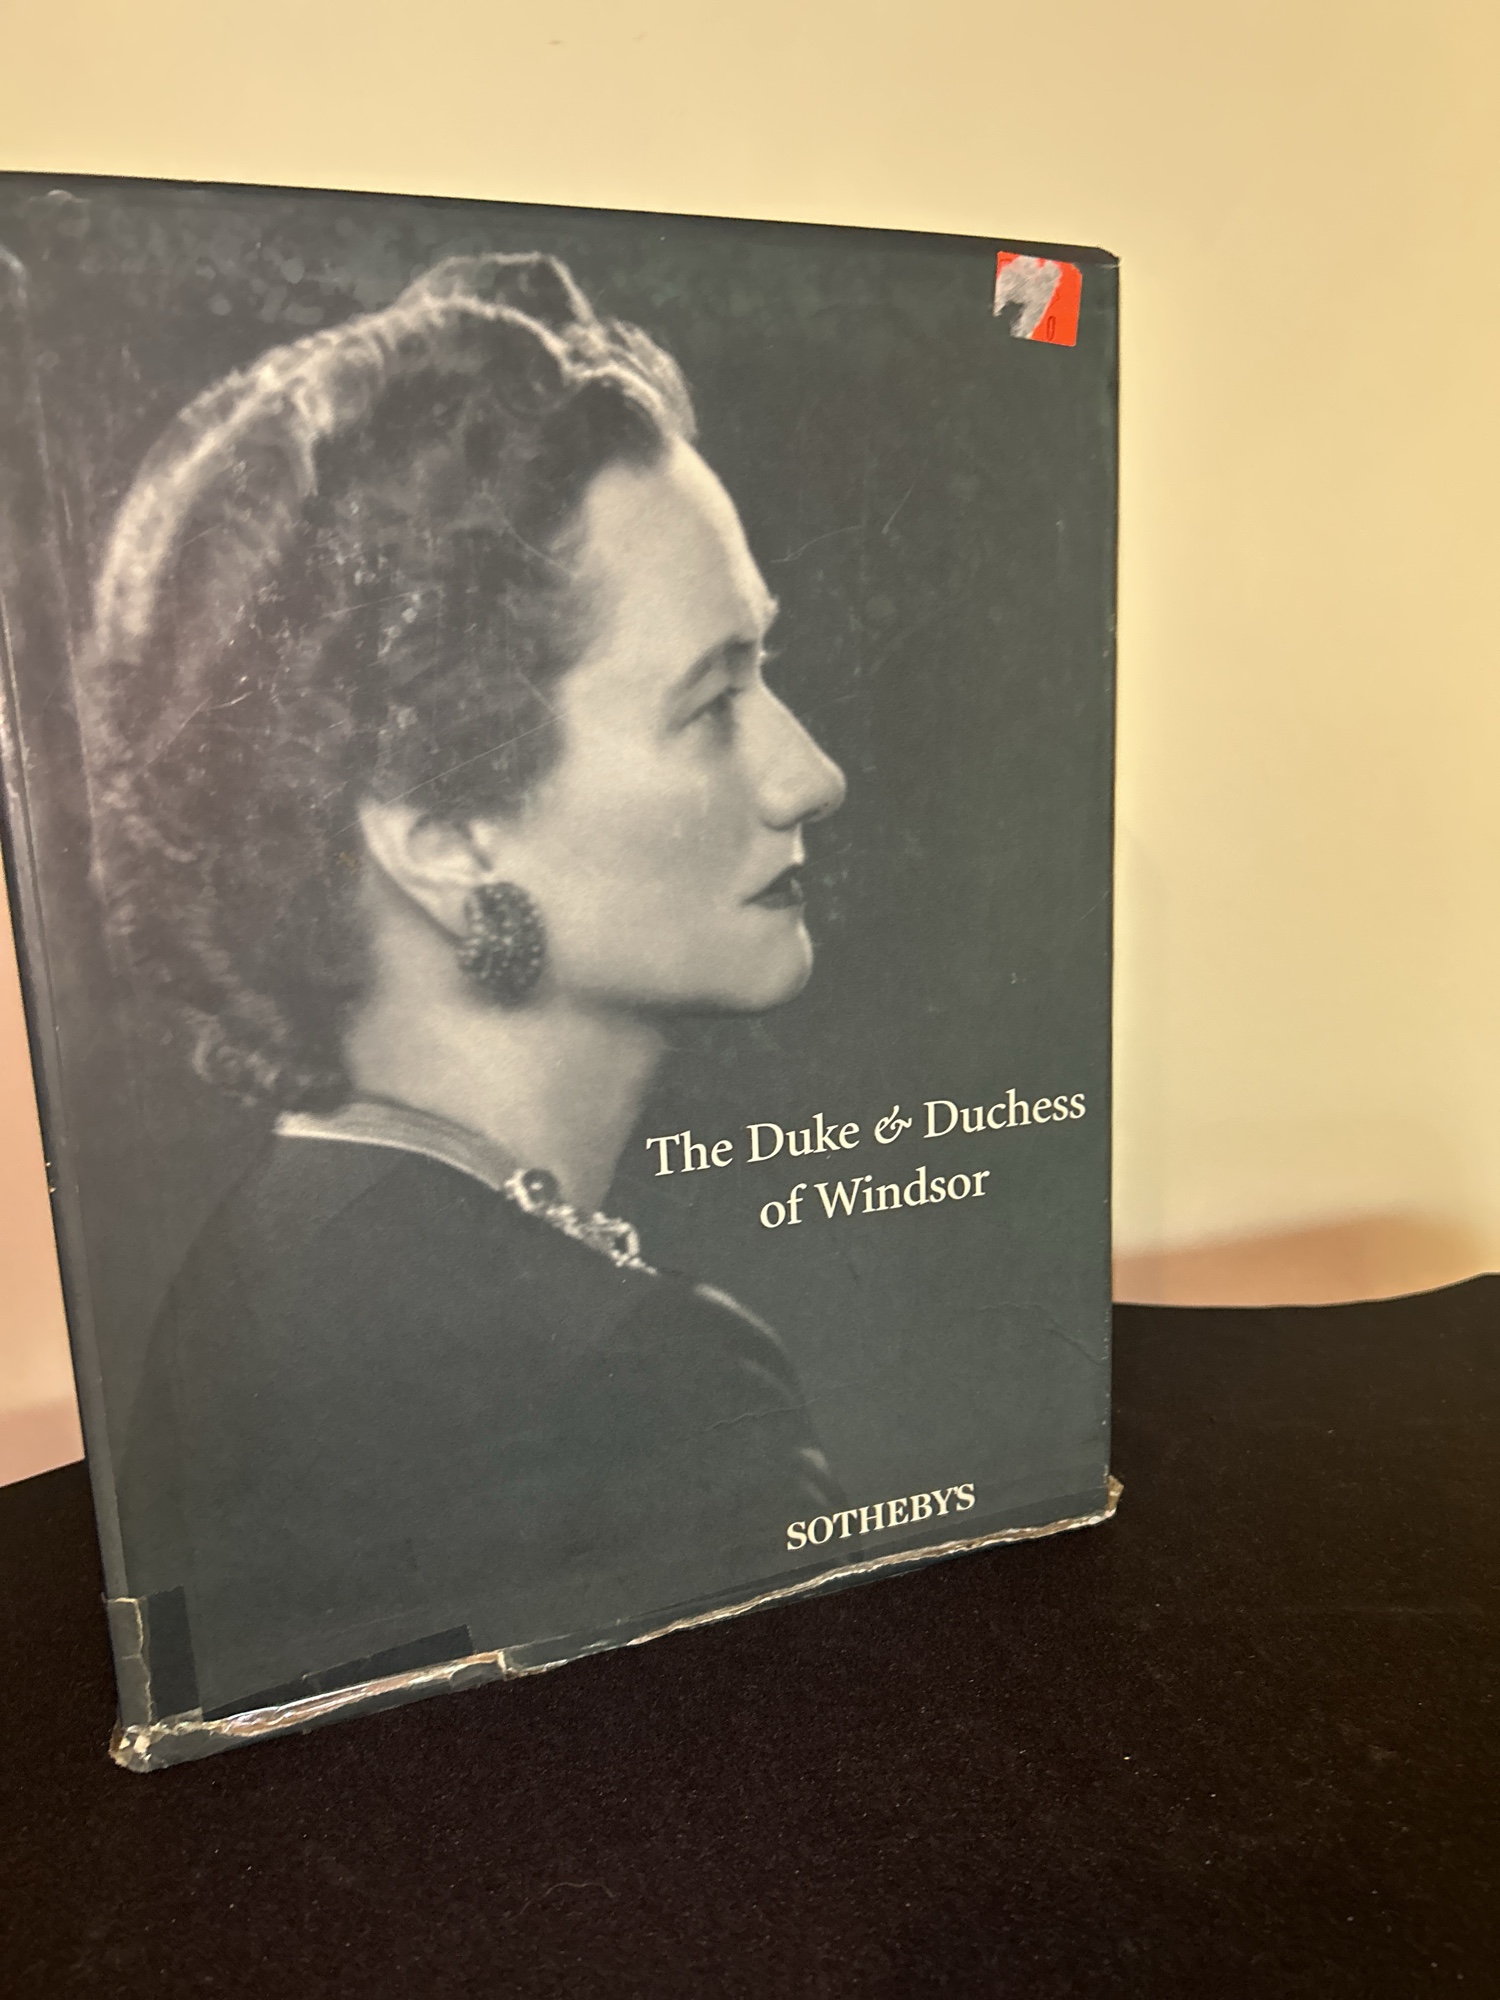 The Duke & Duchess
of Windsor
SOTHEBY'S